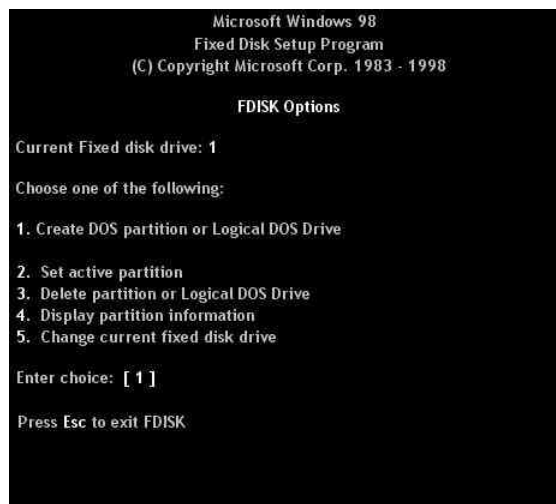 Microsoft Windows 98
Fixed Disk Setup Program
(C) Copyright Microsoft Corp. 1983 - 1998
FDISK Options
Current Fixed disk drive: 1
Choose one of the following:
1. Create DOS partition or Logical DOS Drive
2. Set active partition
3. Delete partition or Logical DOS Drive
4. Display partition information
5. Change current fixed disk drive
Enter choice: [ 1 ]
Press Esc to exit FDISK